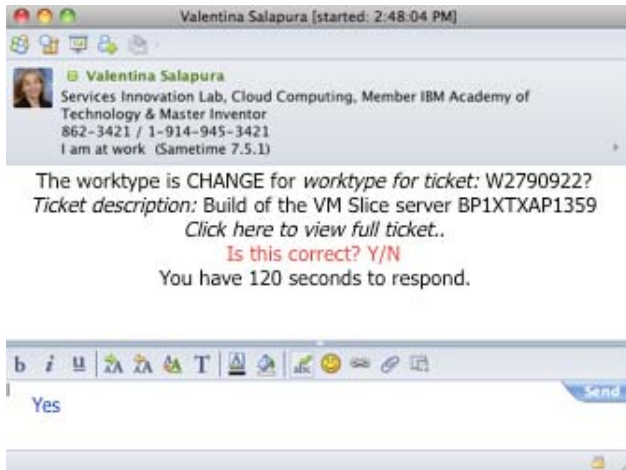 Valentina Salapura [started: 2:48:04 PM]
Valentina Salapura
Services Innovation Lab, Cloud Computing, Member IBM Academy of
Technology & Master Inventor
862-3421 / 1-914-945-3421
I am at work (Sametime 7.5.1)
The worktype is CHANGE for worktype for ticket: W2790922?
Ticket description: Build of the VM Slice server BP1XTXAP1359
Click here to view full ticket..
Is this correct? Y/N
You have 120 seconds to respond.
b i u A A A T A abc
Send
Yes